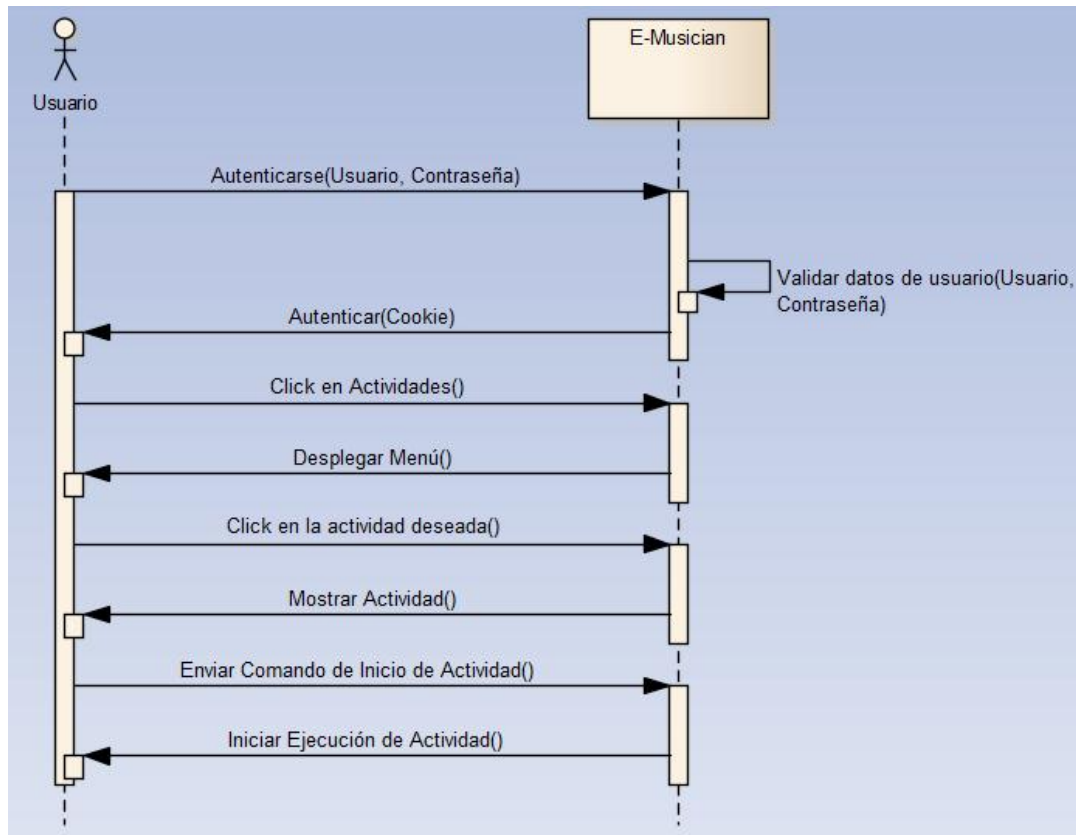 E-Musician
Usuario
Autenticarse(Usuario, Contraseña)
Validar datos de usuario(Usuario,
Contraseña)
Autenticar(Cookie)
Click en Actividades()
Desplegar Menú()
Click en la actividad deseada()
Mostrar Actividad()
Enviar Comando de Inicio de Actividad()
Iniciar Ejecución de Actividad()